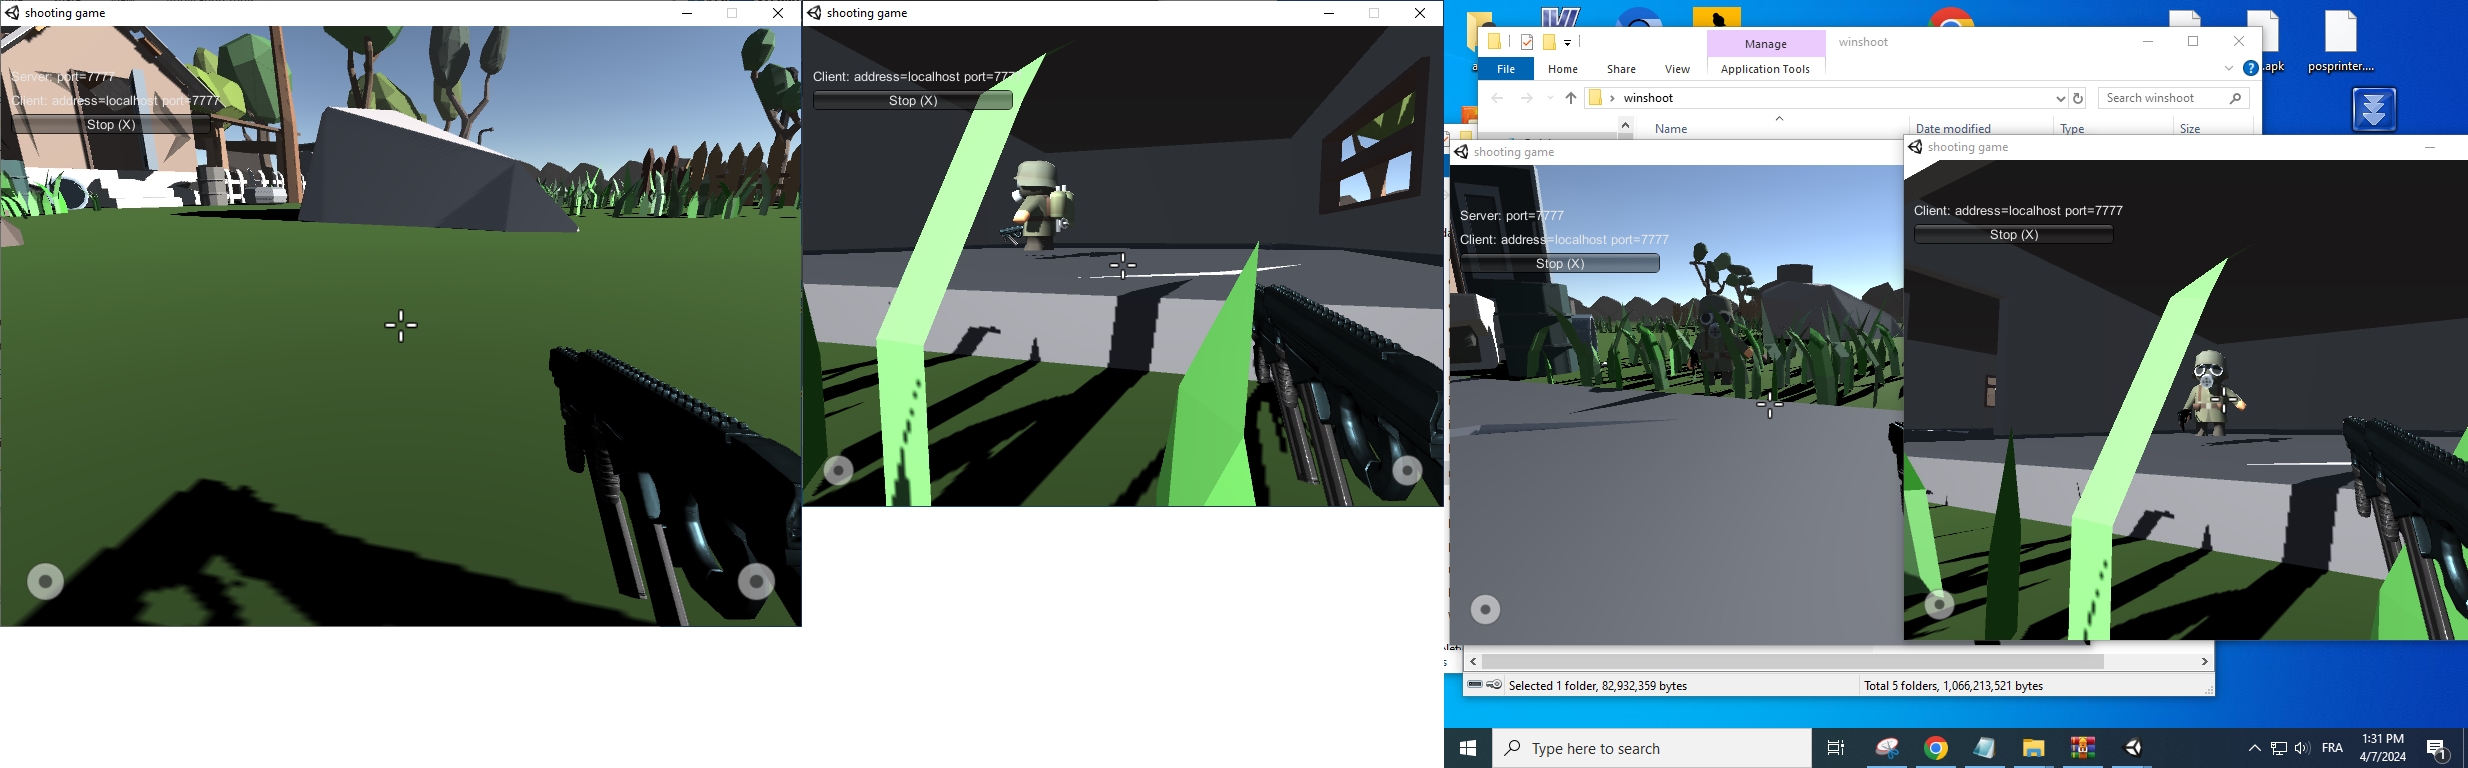 shooting game
Server: port=7777
Client: address=localhost port=7777
Stop (X)
shooting game
Client: address=localhost port=777
Stop (X)
.apk
posprinter....
Manage
winshoot
File
Home
Share
View
Application Tools
winshoot
Search winshoot
Name
Date modified
Type
Size
shooting game
Server: port=7777
Client: address=localhost port=7777
Stop (X)
shooting game
Client: address=localhost port=7777
Stop (X)
Selected 1 folder, 82,932,359 bytes
Total 5 folders, 1,066,213,521 bytes
Type here to search
FRA
1:31 PM
4/7/2024
1